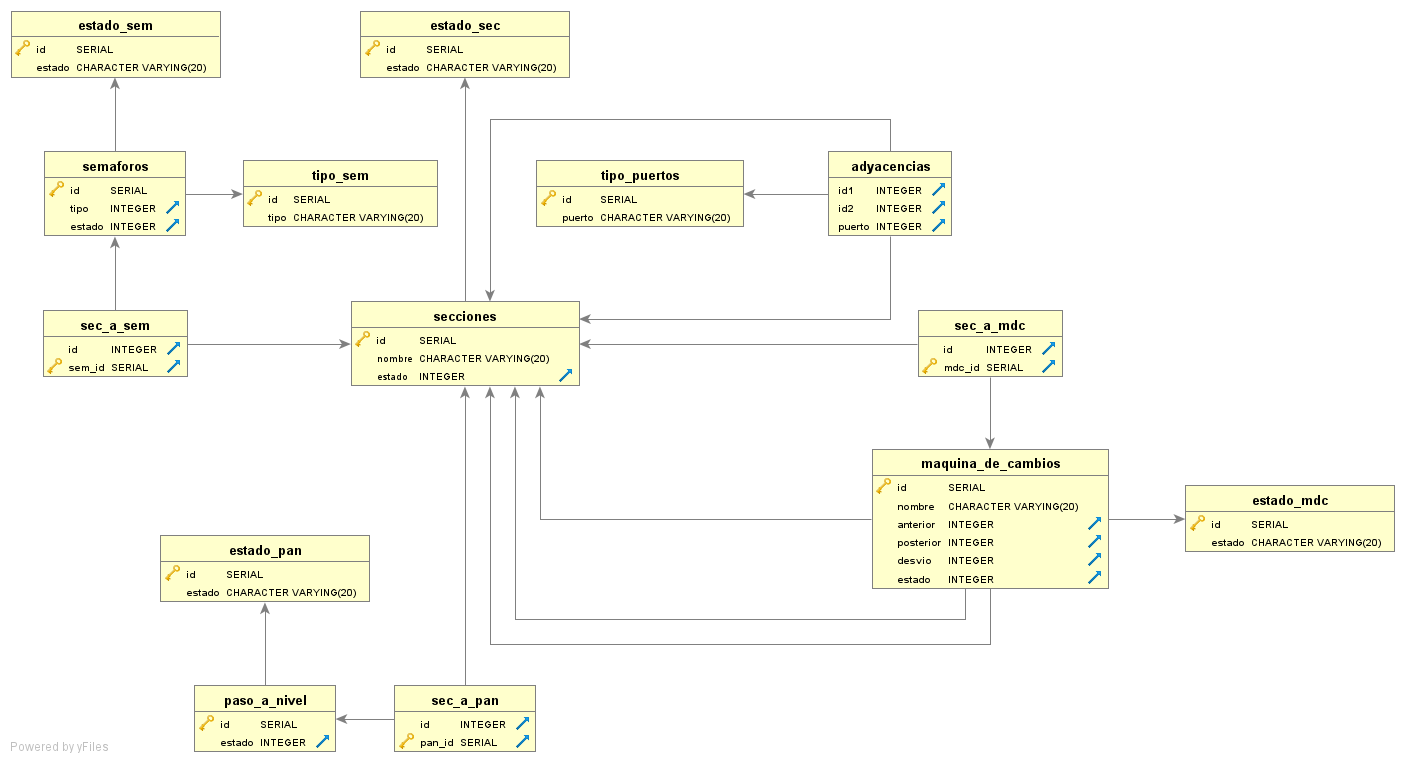 estado_sem
id SERIAL
estado CHARACTER VARYING(20)
estado_sec
id SERIAL
estado CHARACTER VARYING(20)
semaforos
id SERIAL
tipo INTEGER
estado INTEGER
tipo_sem
id SERIAL
tipo CHARACTER VARYING(20)
tipo_puertos
id SERIAL
puerto CHARACTER VARYING(20)
adyacencias
id1 INTEGER
id2 INTEGER
puerto INTEGER
sec_a_sem
id INTEGER
sem_id SERIAL
secciones
id SERIAL
nombre CHARACTER VARYING(20)
estado INTEGER
sec_a_mdc
id INTEGER
mdc_id SERIAL
maquina_de_cambios
id SERIAL
nombre CHARACTER VARYING(20)
anterior INTEGER
posterior INTEGER
desvio INTEGER
estado INTEGER
estado_mdc
id SERIAL
estado CHARACTER VARYING(20)
estado_pan
id SERIAL
estado CHARACTER VARYING(20)
paso_a_nivel
id SERIAL
estado INTEGER
sec_a_pan
id INTEGER
pan_id SERIAL
Powered by yFiles